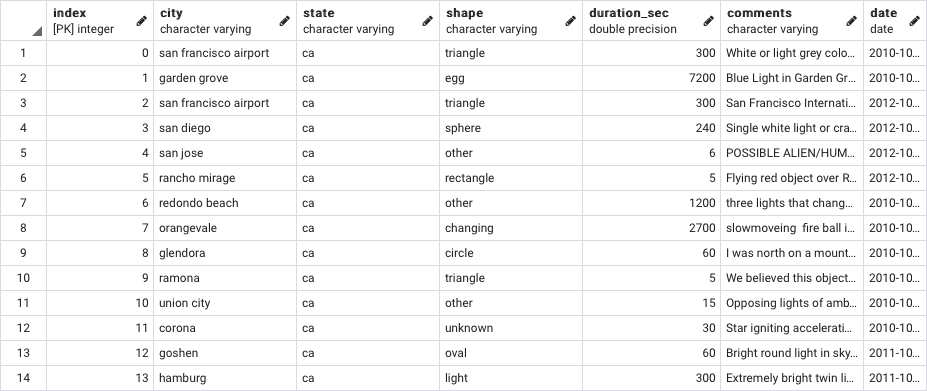 index city state shape duration_sec comments date
[PK] integer character varying character varying character varying double precision character varying date
1 0 san francisco airport ca triangle 300 White or light grey colo… 2010-10…
2 1 garden grove ca egg 7200 Blue Light in Garden Gr… 2010-10…
3 2 san francisco airport ca triangle 300 San Francisco Internati… 2012-10…
4 3 san diego ca sphere 240 Single white light or cra… 2012-10…
5 4 san jose ca other 6 POSSIBLE ALIEN/HUM… 2012-10…
6 5 rancho mirage ca rectangle 5 Flying red object over R… 2012-10…
7 6 redondo beach ca other 1200 three lights that chang… 2010-10…
8 7 orangevale ca changing 2700 slowmoveing  fire ball i… 2010-10…
9 8 glendora ca circle 60 I was north on a mount… 2010-10…
10 9 ramona ca triangle 5 We believed this object… 2010-10…
11 10 union city ca other 15 Opposing lights of amb… 2010-10…
12 11 corona ca unknown 30 Star igniting accelerati… 2010-10…
13 12 goshen ca oval 60 Bright round light in sky… 2011-10…
14 13 hamburg ca light 300 Extremely bright twin li… 2011-10…